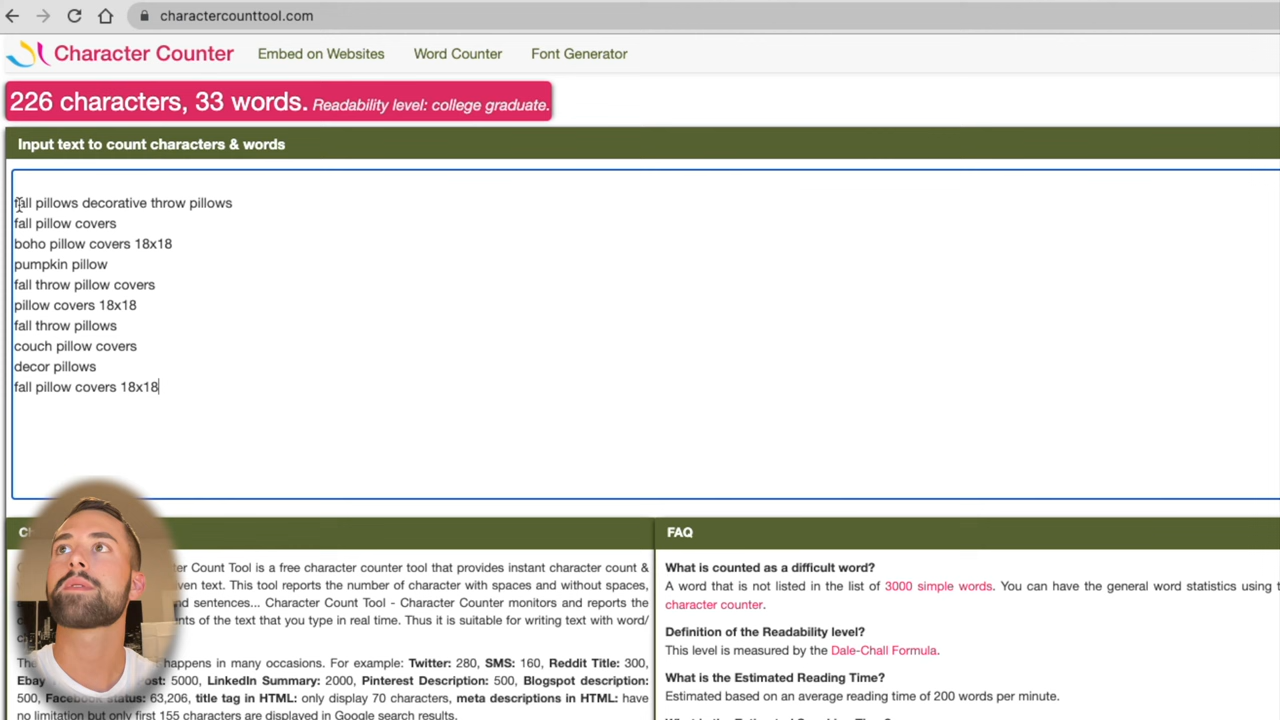 charactercounttool.com
Character Counter Embed on Websites Word Counter Font Generator
226 characters, 33 words. Readability level: college graduate.
Input text to count characters & words
fall pillows decorative throw pillows
fall pillow covers
boho pillow covers 18x18
pumpkin pillow
fall throw pillow covers
pillow covers 18x18
fall throw pillows
couch pillow covers
decor pillows
fall pillow covers 18x18
FAQ
ter Count Tool is a free character counter tool that provides instant character count &
ven text. This tool reports the number of character with spaces and without spaces,
nd sentences... Character Count Tool - Character Counter monitors and reports the
nts of the text that you type in real time. Thus it is suitable for writing text with word/
happens in many occasions. For example: Twitter: 280, SMS: 160, Reddit Title: 300,
Ebay ost: 5000, LinkedIn Summary: 2000, Pinterest Description: 500, Blogspot description:
500, Facebook status: 63,206, title tag in HTML: only display 70 characters, meta descriptions in HTML: have
no limitation but only first 155 characters are displayed in Google search results.
What is counted as a difficult word?
A word that is not listed in the list of 3000 simple words. You can have the general word statistics using
character counter.
Definition of the Readability level?
This level is measured by the Dale-Chall Formula.
What is the Estimated Reading Time?
Estimated based on an average reading time of 200 words per minute.